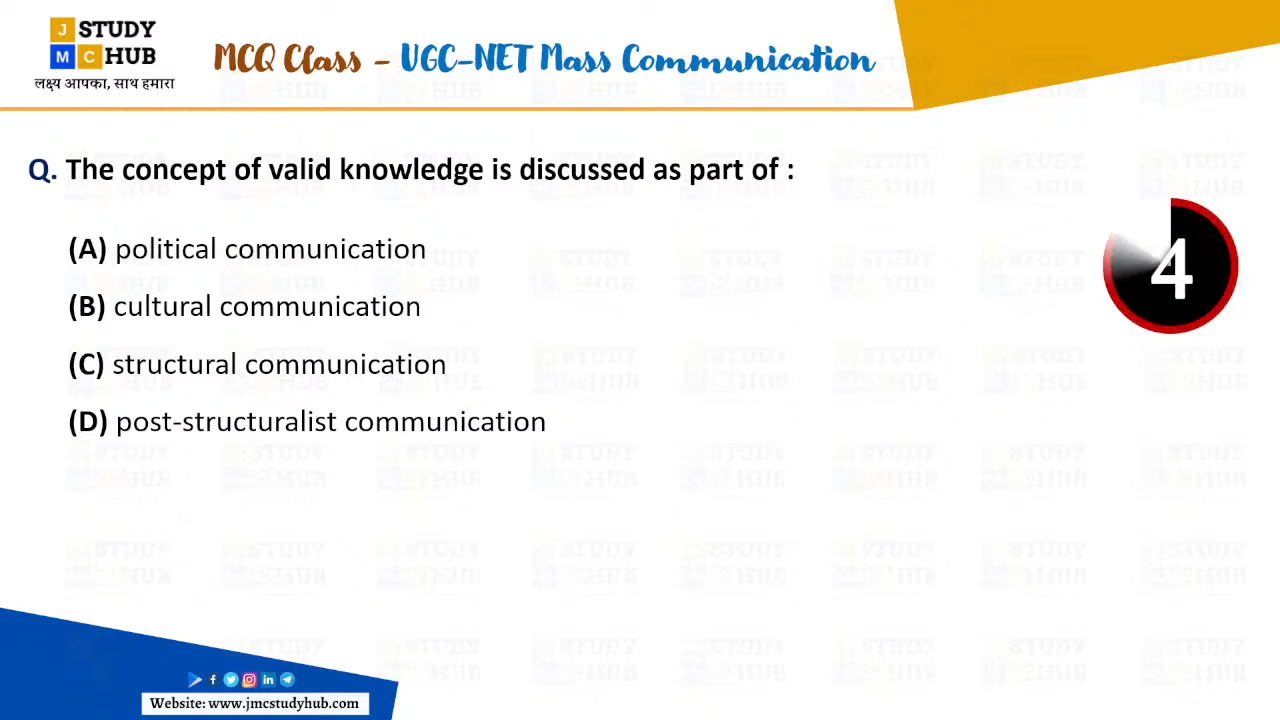 J STUDY
M C HUB
लक्ष्य आपका, साथ हमारा
MCQ Class - UGC-NET Mass Communication
Q. The concept of valid knowledge is discussed as part of :
(A) political communication
4
(B) cultural communication
(C) structural communication
(D) post-structuralist communication
Website: www.jmcstudyhub.com